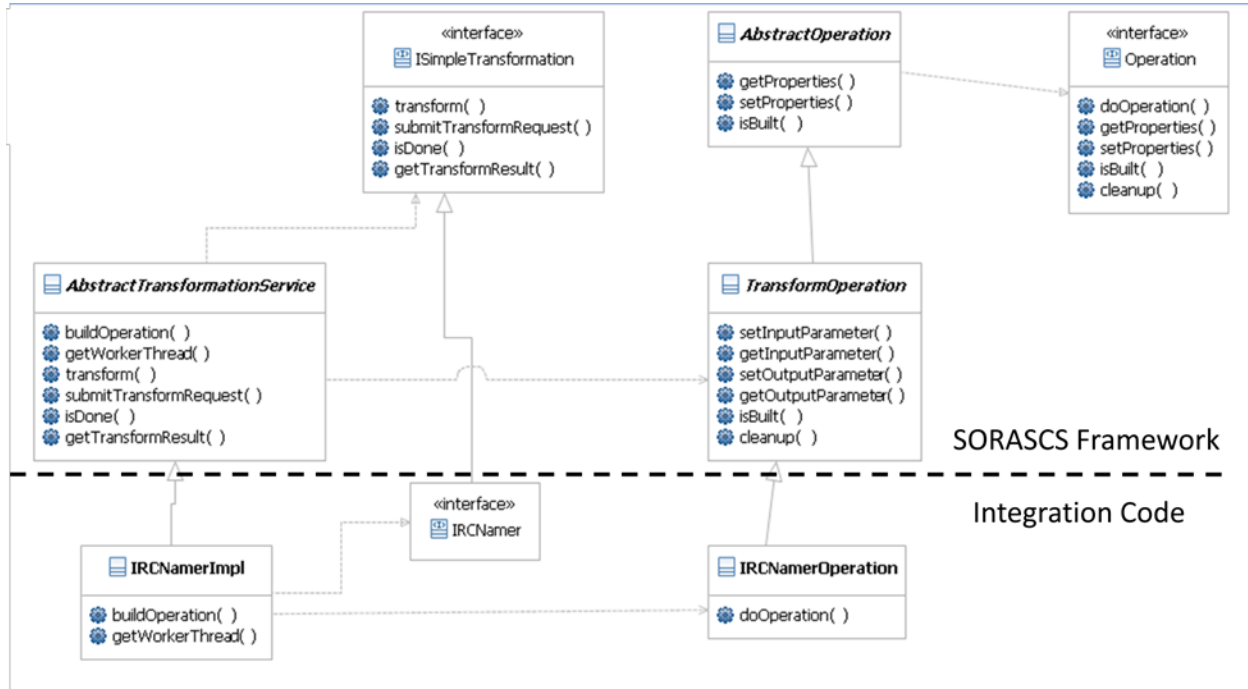 «interface»
ISimpleTransformation
transform( )
submitTransformRequest( )
isDone( )
getTransformResult( )
AbstractOperation
getProperties( )
setProperties( )
isBuilt( )
«interface»
Operation
doOperation( )
getProperties( )
setProperties( )
isBuilt( )
cleanup( )
AbstractTransformationService
buildOperation( )
getWorkerThread( )
transform( )
submitTransformRequest( )
isDone( )
getTransformResult( )
TransformOperation
setInputParameter( )
getInputParameter( )
setOutputParameter( )
getOutputParameter( )
isBuilt( )
cleanup( )
SORASCS Framework
Integration Code
«interface»
IRCNamer
IRCNamerImpl
buildOperation( )
getWorkerThread( )
IRCNamerOperation
doOperation( )